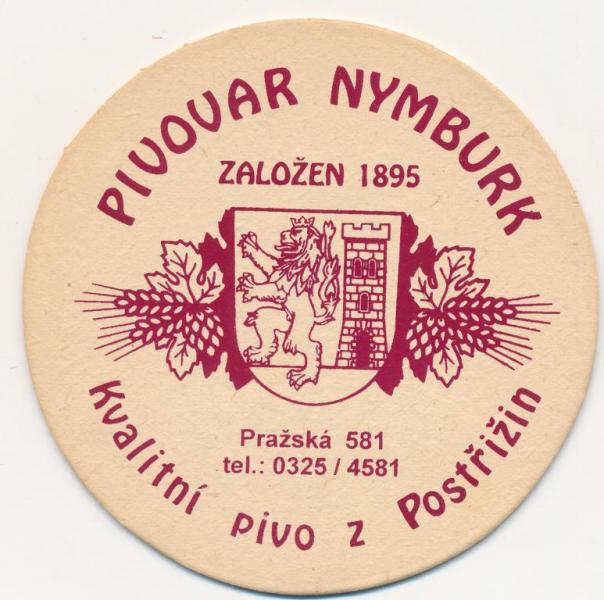 PIVOVAR NYMBURK
ZALOŽEN 1895
Pražská 581
tel.: 0325 / 4581
Kvalitní pivo z Postřižin